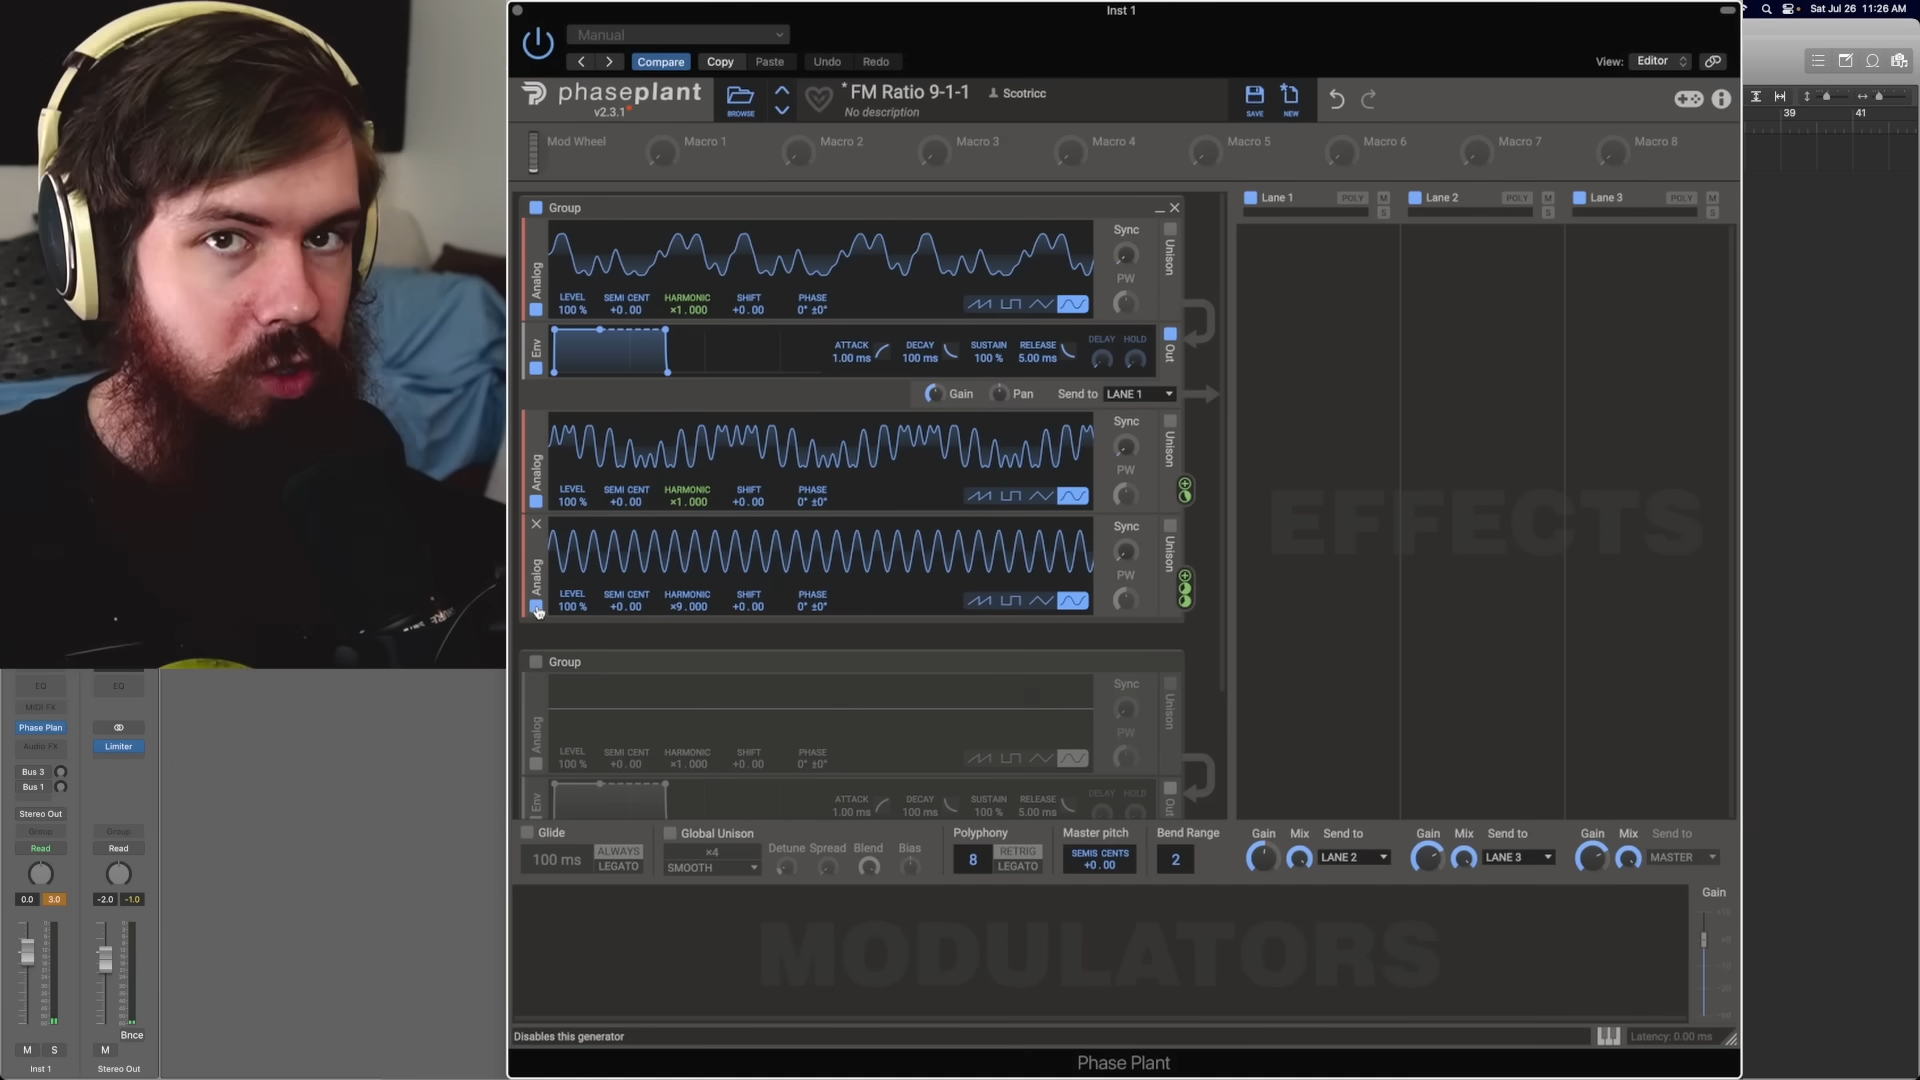 Inst 1
Sat Jul 26 11:26 AM
Manual
Compare Copy Paste Undo Redo
View: Editor
phaseplant
v2.3.1*
BROWSE
* FM Ratio 9-1-1
Scotricc
No description
SAVE NEW
39 41
Mod Wheel Macro 1 Macro 2 Macro 3 Macro 4 Macro 5 Macro 6 Macro 7 Macro 8
Group
Lane 1 POLY M S
Lane 2 POLY M S
Lane 3 POLY M S
Analog
Sync
PW
Unison
LEVEL SEMI CENT HARMONIC SHIFT PHASE
100 % +0.00 ×1.000 +0.00 0° ±0°
Env
ATTACK DECAY SUSTAIN RELEASE DELAY HOLD
1.00 ms 100 ms 100 % 5.00 ms
Out
Gain Pan Send to LANE 1
Analog
Sync
PW
Unison
LEVEL SEMI CENT HARMONIC SHIFT PHASE
100 % +0.00 ×1.000 +0.00 0° ±0°
Analog
Sync
PW
Unison
LEVEL SEMI CENT HARMONIC SHIFT PHASE
100 % +0.00 ×9.000 +0.00 0° ±0°
EFFECTS
Group
Analog
Sync
PW
Unison
LEVEL SEMI CENT HARMONIC SHIFT PHASE
100 % +0.00 ×1.000 +0.00 0° ±0°
Env
ATTACK DECAY SUSTAIN RELEASE DELAY HOLD
1.00 ms 100 ms 100 % 5.00 ms
Out
Glide
100 ms ALWAYS LEGATO
Global Unison
×4
SMOOTH
Detune Spread Blend Bias
Polyphony
8 RETRIG LEGATO
Master pitch
SEMIS CENTS
+0.00
Bend Range
2
Gain Mix Send to LANE 2
Gain Mix Send to LANE 3
Gain Mix Send to MASTER
MODULATORS
Gain
Disables this generator
Latency: 0.00 ms
Phase Plant
EQ EQ
MIDI FX
Phase Plan
Audio FX Limiter
Bus 3
Bus 1
Stereo Out
Group Group
Read Read
0.0 3.0 -2.0 -1.0
Bnce
M S M
Inst 1 Stereo Out